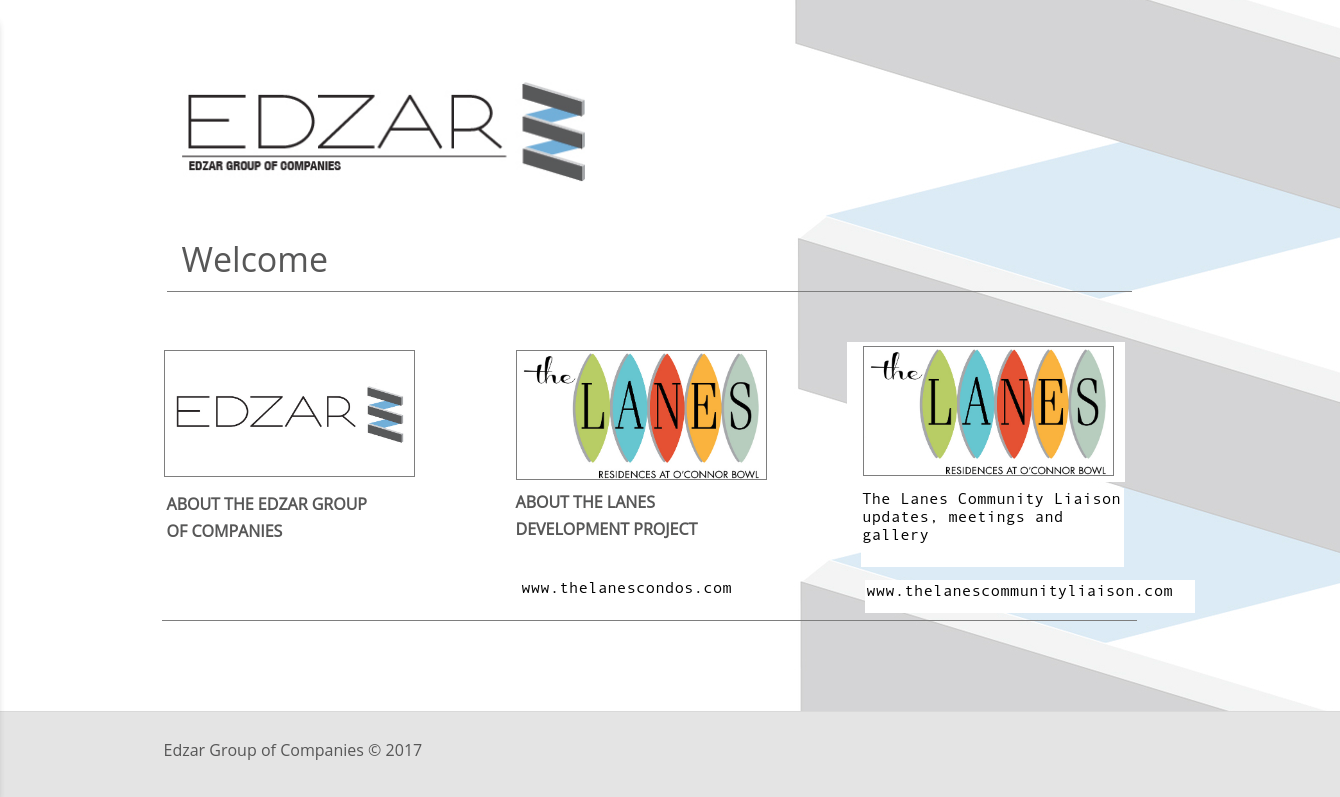 EDZAR
EDZAR GROUP OF COMPANIES
Welcome
EDZAR
ABOUT THE EDZAR GROUP
OF COMPANIES
the LANES
RESIDENCES AT O'CONNOR BOWL
ABOUT THE LANES
DEVELOPMENT PROJECT
www.thelanescondos.com
the LANES
RESIDENCES AT O'CONNOR BOWL
The Lanes Community Liaison
updates, meetings and
gallery
www.thelanescommunityliaison.com
Edzar Group of Companies © 2017